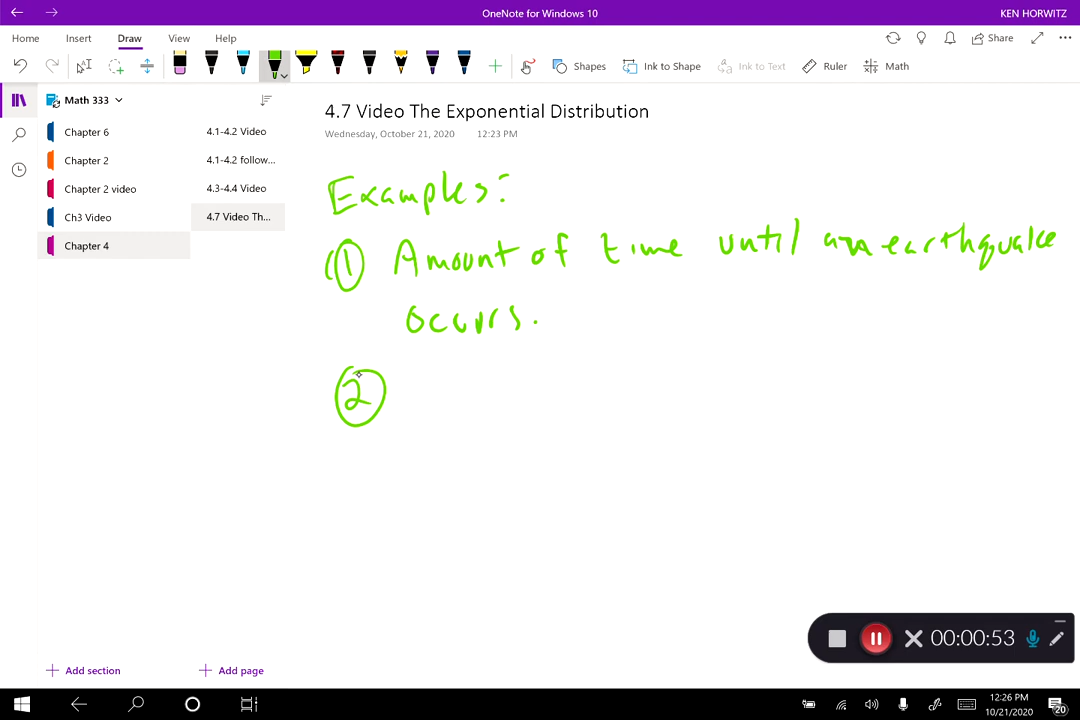 OneNote for Windows 10
KEN HORWITZ
Home Insert Draw View Help
Share
Shapes Ink to Shape Ink to Text Ruler Math
Math 333
Chapter 6
Chapter 2
Chapter 2 video
Ch3 Video
Chapter 4
4.1-4.2 Video
4.1-4.2 follow...
4.3-4.4 Video
4.7 Video Th...
4.7 Video The Exponential Distribution
Wednesday, October 21, 2020 12:23 PM
Examples:
(1) Amount of time until an earthquake
occurs.
2
00:00:53
Add section Add page
12:26 PM
10/21/2020
20